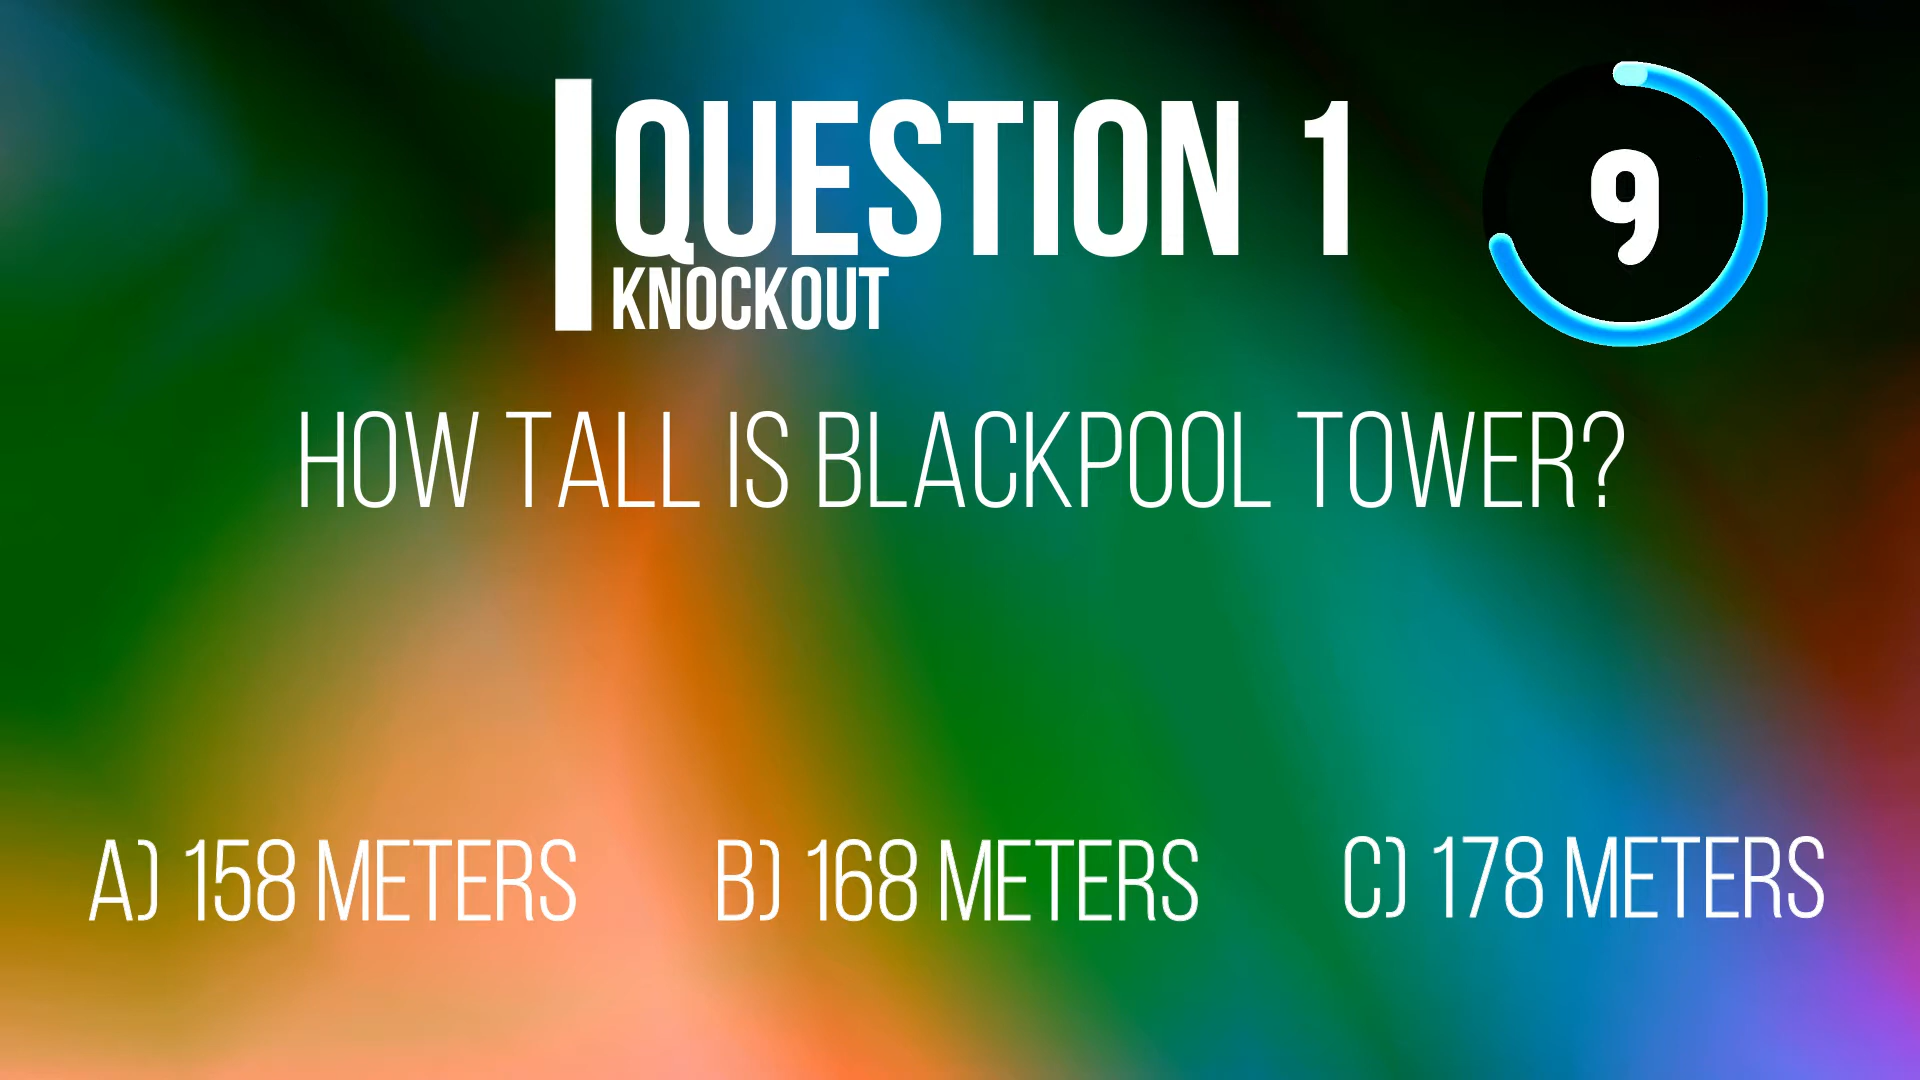 QUESTION 1
KNOCKOUT
9
HOW TALL IS BLACKPOOL TOWER?
A) 158 METERS
B) 168 METERS
C) 178 METERS